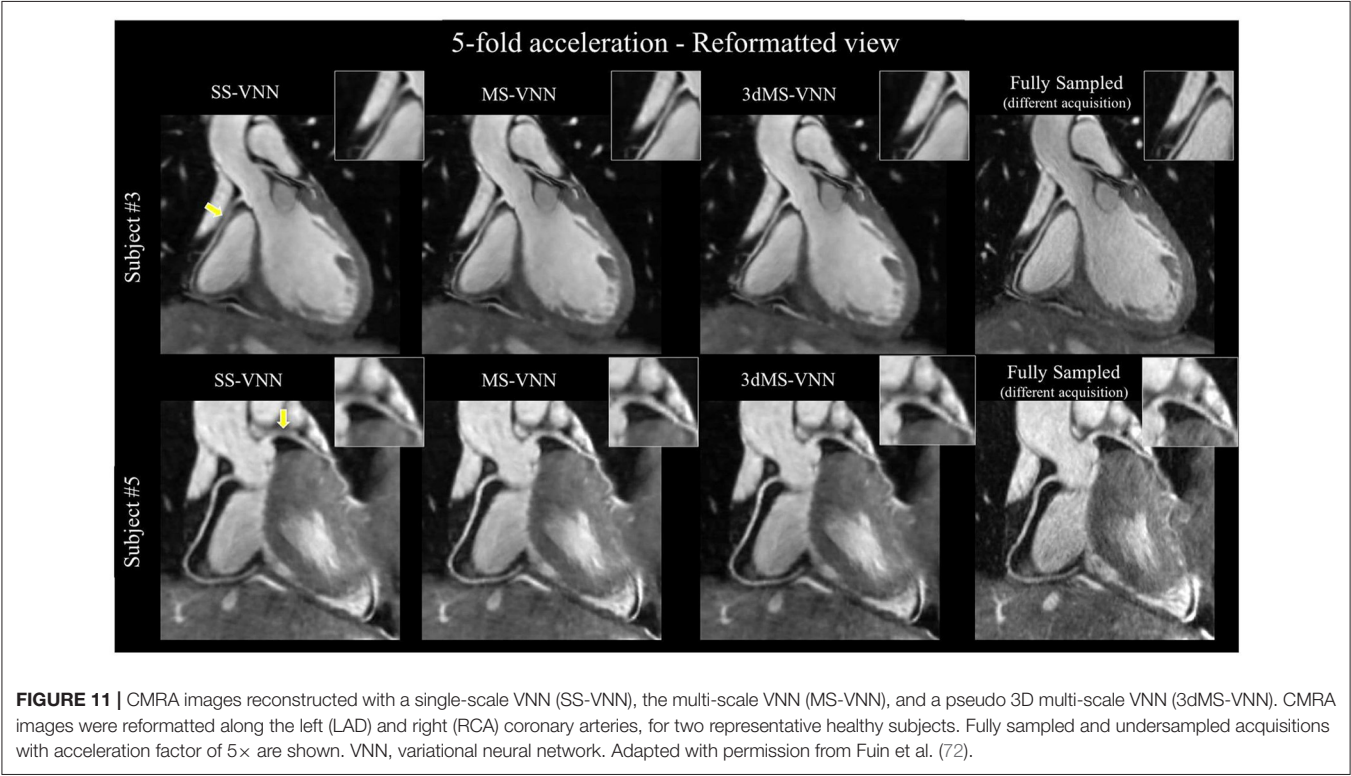 5-fold acceleration - Reformatted view
SS-VNN
MS-VNN
3dMS-VNN
Fully Sampled
(different acquisition)
Subject #3
SS-VNN
MS-VNN
3dMS-VNN
Fully Sampled
(different acquisition)
Subject #5
FIGURE 11 | CMRA images reconstructed with a single-scale VNN (SS-VNN), the multi-scale VNN (MS-VNN), and a pseudo 3D multi-scale VNN (3dMS-VNN). CMRA
images were reformatted along the left (LAD) and right (RCA) coronary arteries, for two representative healthy subjects. Fully sampled and undersampled acquisitions
with acceleration factor of 5× are shown. VNN, variational neural network. Adapted with permission from Fuin et al. (72).